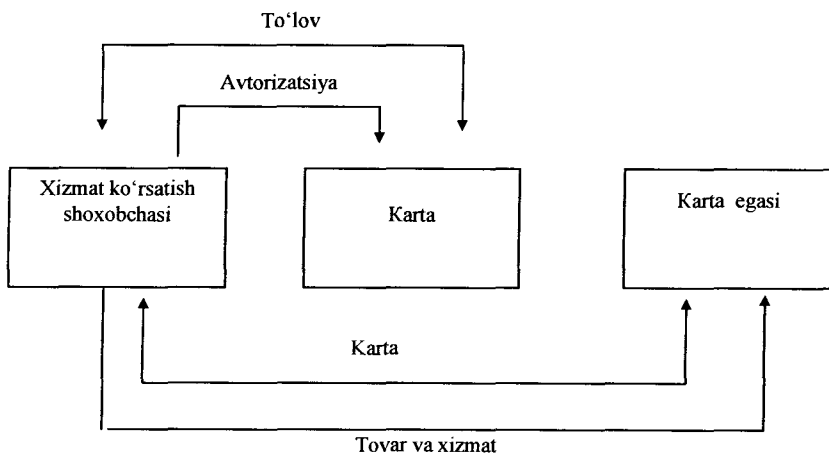 To‘lov
Avtorizatsiya
Xizmat ko‘rsatish
shoxobchasi
Karta
Karta egasi
Karta
Tovar va xizmat